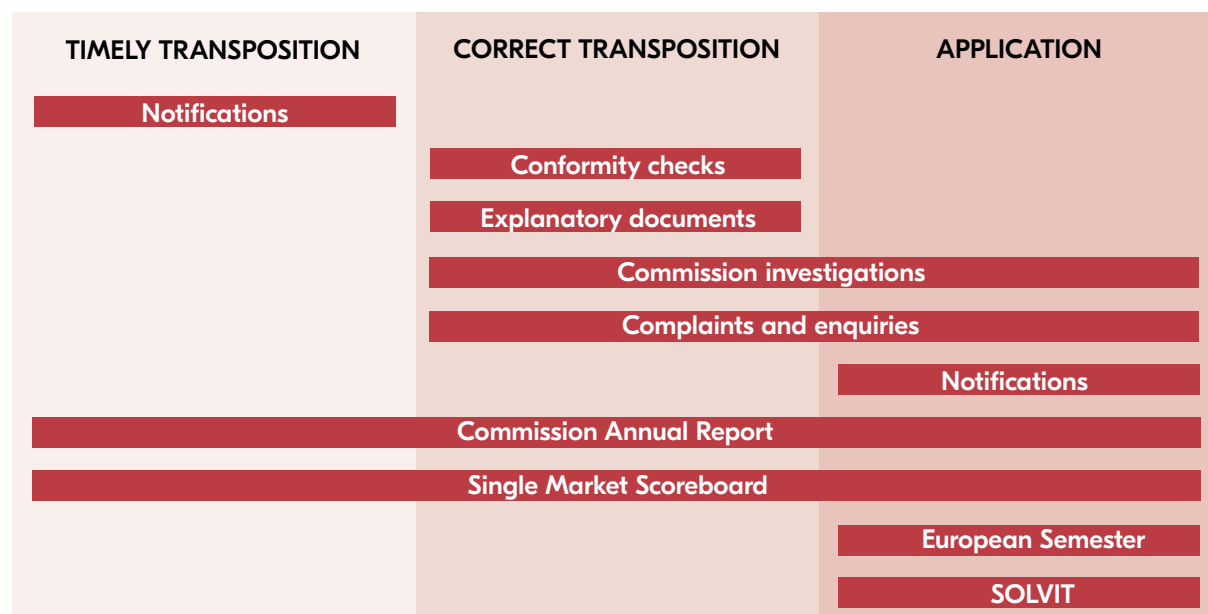 TIMELY TRANSPOSITION
CORRECT TRANSPOSITION
APPLICATION
Notifications
Conformity checks
Explanatory documents
Commission investigations
Complaints and enquiries
Notifications
Commission Annual Report
Single Market Scoreboard
European Semester
SOLVIT